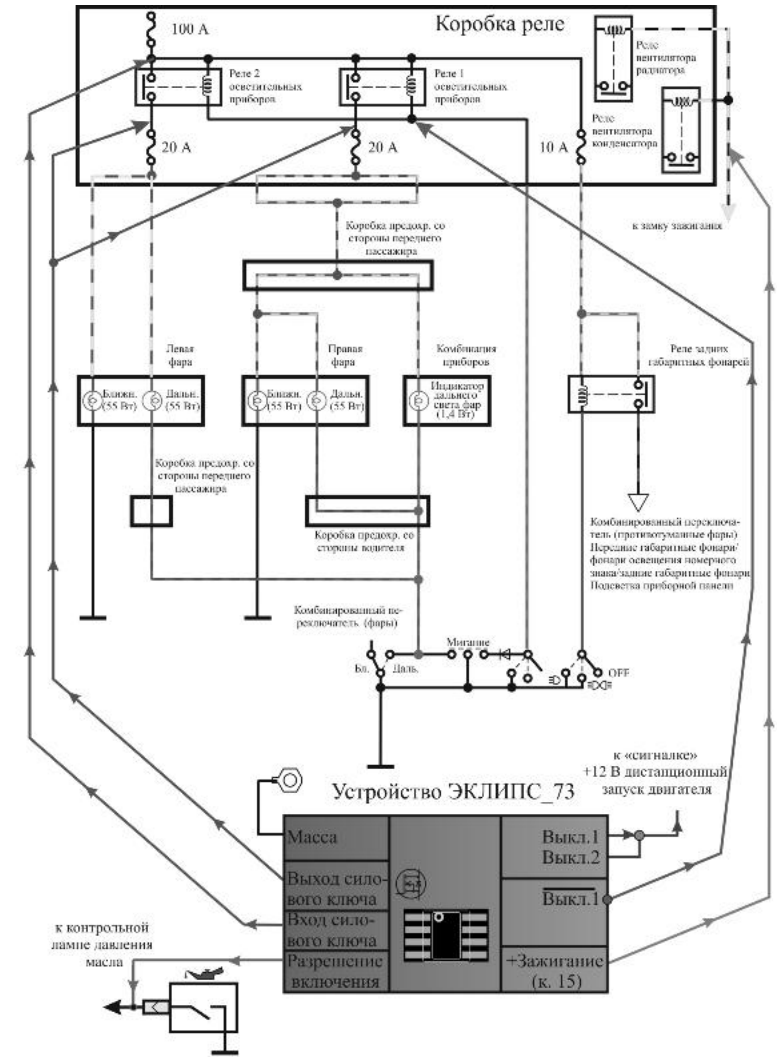 Коробка реле
100 А
Реле 2
осветительных
приборов
Реле 1
осветительных
приборов
Реле
вентилятора
радиатора
Реле
вентилятора
конденсатора
20 А
20 А
10 А
к замку зажигания
Коробка предохр. со
стороны переднего
пассажира
Левая
фара
Правая
фара
Комбинация
приборов
Реле задних
габаритных фонарей
Ближн.
(55 Вт)
Дальн.
(55 Вт)
Ближн.
(55 Вт)
Дальн.
(55 Вт)
Индикатор
дальнего
света фар
(1,4 Вт)
Коробка предохр. со
стороны переднего
пассажира
Коробка предохр. со
стороны водителя
Комбинированный переключа-
тель (противотуманные фары)
Передние габаритные фонари/
фонари освещения номерного
знака/задние габаритные фонари
Подсветка приборной панели
Комбинированный пе-
реключатель (фары)
Мигание
Бл.
Даль.
OFF
к «сигналке»
+12 В дистанционный
запуск двигателя
Устройство ЭКЛИПС_73
Масса
Выход сило-
вого ключа
Вход сило-
вого ключа
Разрешение
включения
Выкл.1
Выкл.2
Выкл.1
+Зажигание
(к. 15)
к контрольной
лампе давления
масла